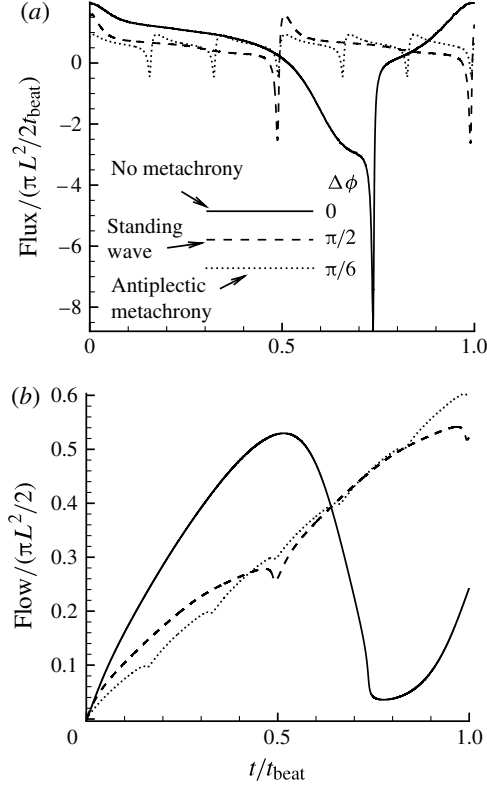 (a)
Flux/(πL²/2t_beat)
0
−2
−4
−6
−8
No metachrony
Δϕ
0
Standing
wave
π/2
π/6
Antiplectic
metachrony
0
0.5
1.0
(b)
Flow/(πL²/2)
0.6
0.5
0.4
0.3
0.2
0.1
0
0.5
1.0
t/t_beat